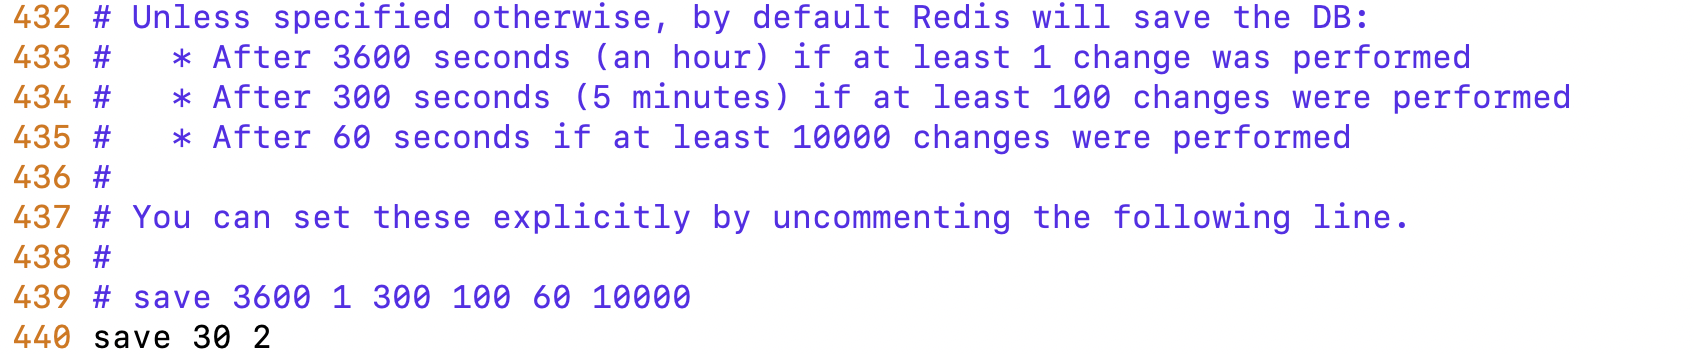 432 # Unless specified otherwise, by default Redis will save the DB:
433 #   * After 3600 seconds (an hour) if at least 1 change was performed
434 #   * After 300 seconds (5 minutes) if at least 100 changes were performed
435 #   * After 60 seconds if at least 10000 changes were performed
436 #
437 # You can set these explicitly by uncommenting the following line.
438 #
439 # save 3600 1 300 100 60 10000
440 save 30 2